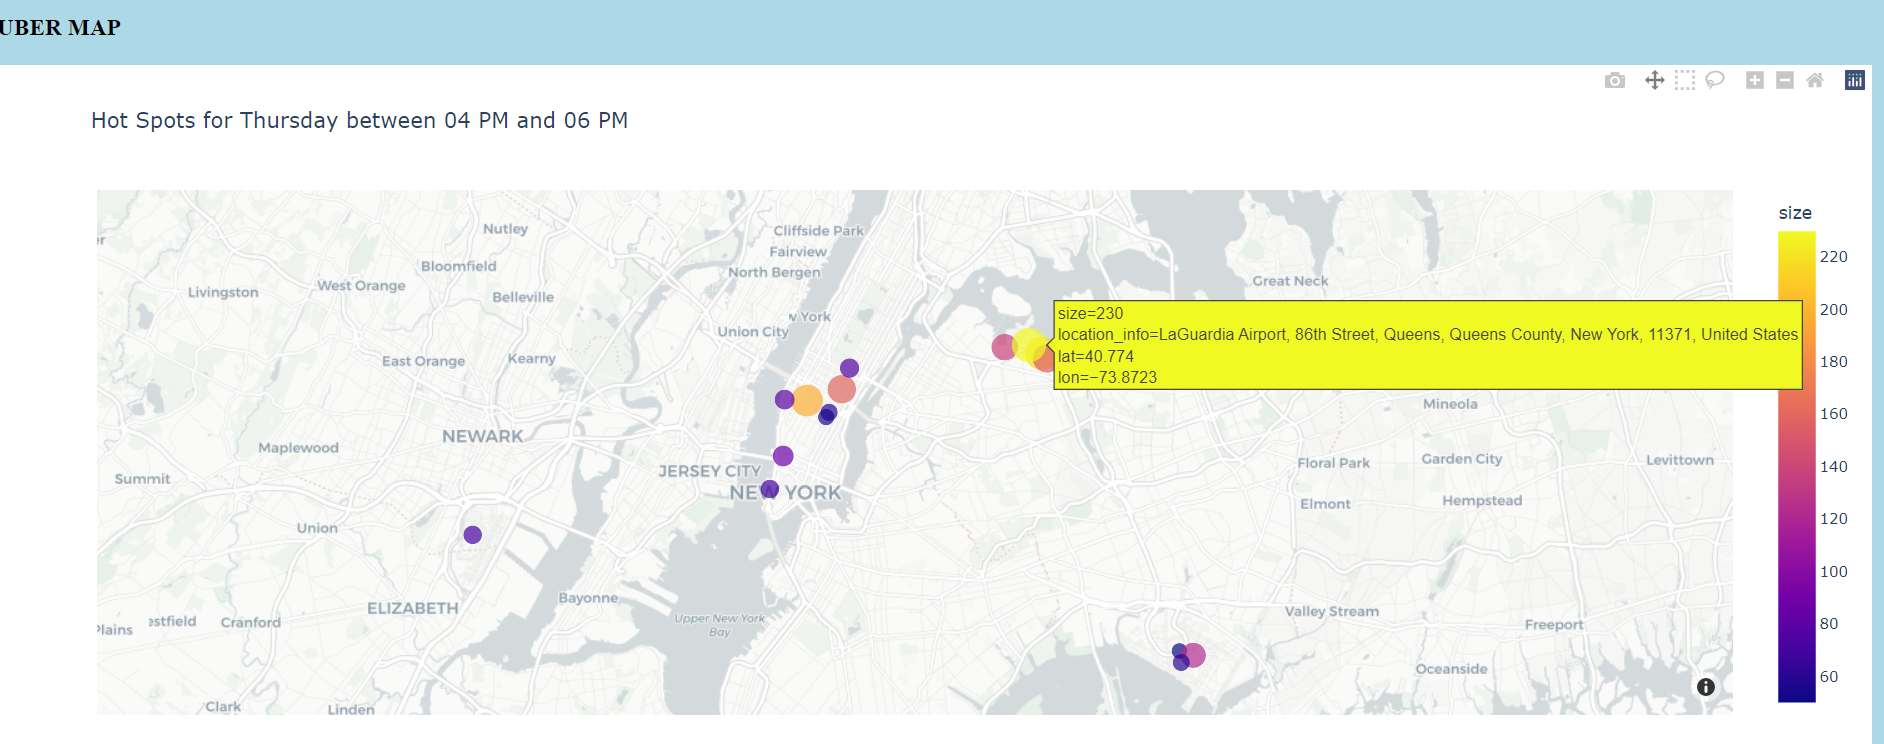 UBER MAP
Hot Spots for Thursday between 04 PM and 06 PM
size
220
200
180
160
140
120
100
80
60
size=230
location_info=LaGuardia Airport, 86th Street, Queens, Queens County, New York, 11371, United States
lat=40.774
lon=−73.8723
Nutley
Cliffside Park
Fairview
Bloomfield
North Bergen
Great Neck
West Orange
Livingston
Belleville
York
Union City
East Orange
Kearny
Mineola
NEWARK
Maplewood
JERSEY CITY
Floral Park
Garden City
Levittown
Summit
NEW YORK
Elmont
Hempstead
Union
Bayonne
ELIZABETH
Valley Stream
Upper New York
Bay
estfield
Cranford
Freeport
Plains
Oceanside
Clark
Linden